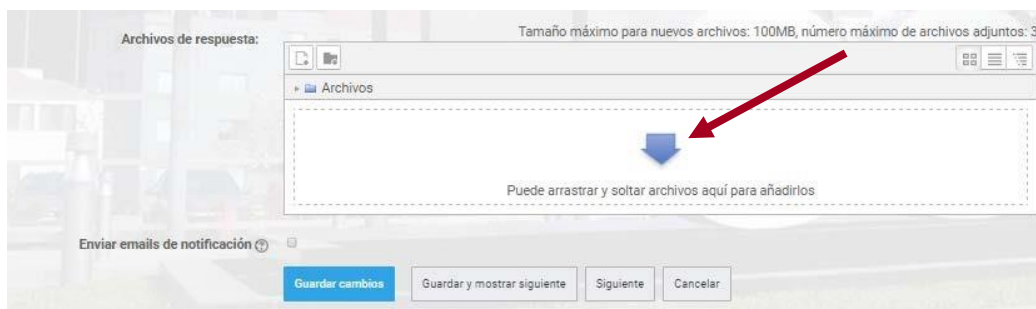 Archivos de respuesta:
Tamaño máximo para nuevos archivos: 100MB, número máximo de archivos adjuntos: 3
Archivos
Puede arrastrar y soltar archivos aquí para añadirlos
Enviar emails de notificación
Guardar cambios
Guardar y mostrar siguiente
Siguiente
Cancelar